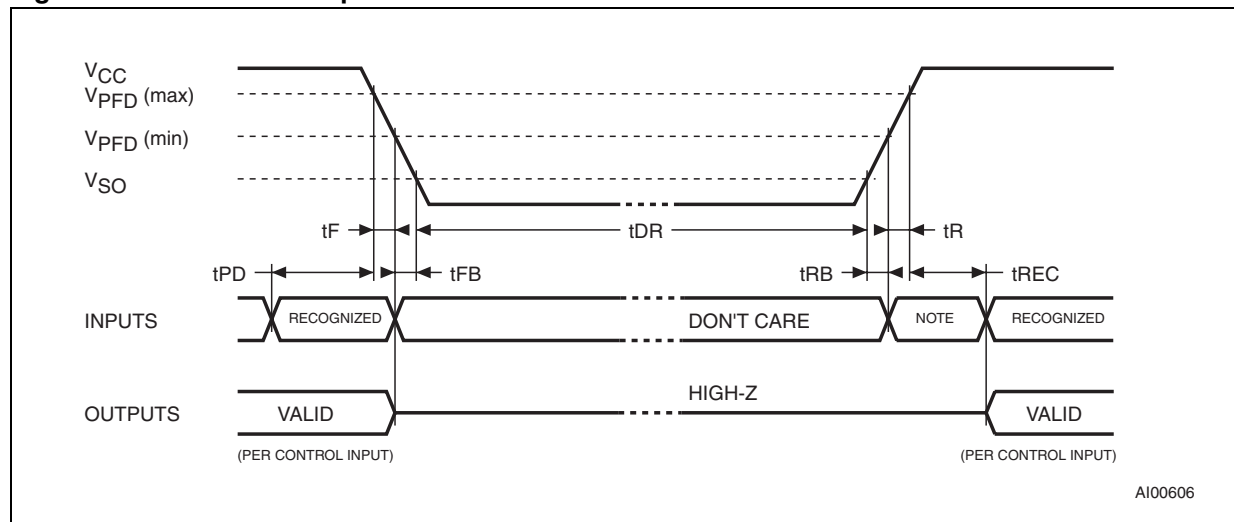 VCC
VPFD (max)
VPFD (min)
VSO
tF tDR tR
tPD tFB tRB tREC
INPUTS RECOGNIZED DON'T CARE NOTE RECOGNIZED
HIGH-Z
OUTPUTS VALID VALID
(PER CONTROL INPUT) (PER CONTROL INPUT)
AI00606